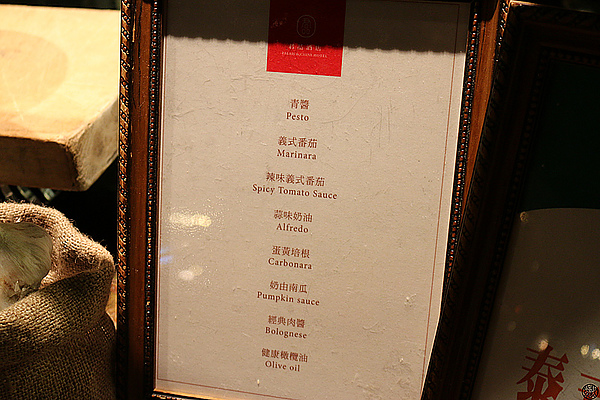 青醬
Pesto
義式番茄
Marinara
辣味義式番茄
Spicy Tomato Sauce
蒜味奶油
Alfredo
蛋黃培根
Carbonara
奶由南瓜
Pumpkin sauce
經典肉醬
Bolognese
健康橄欖油
Olive oil
泰